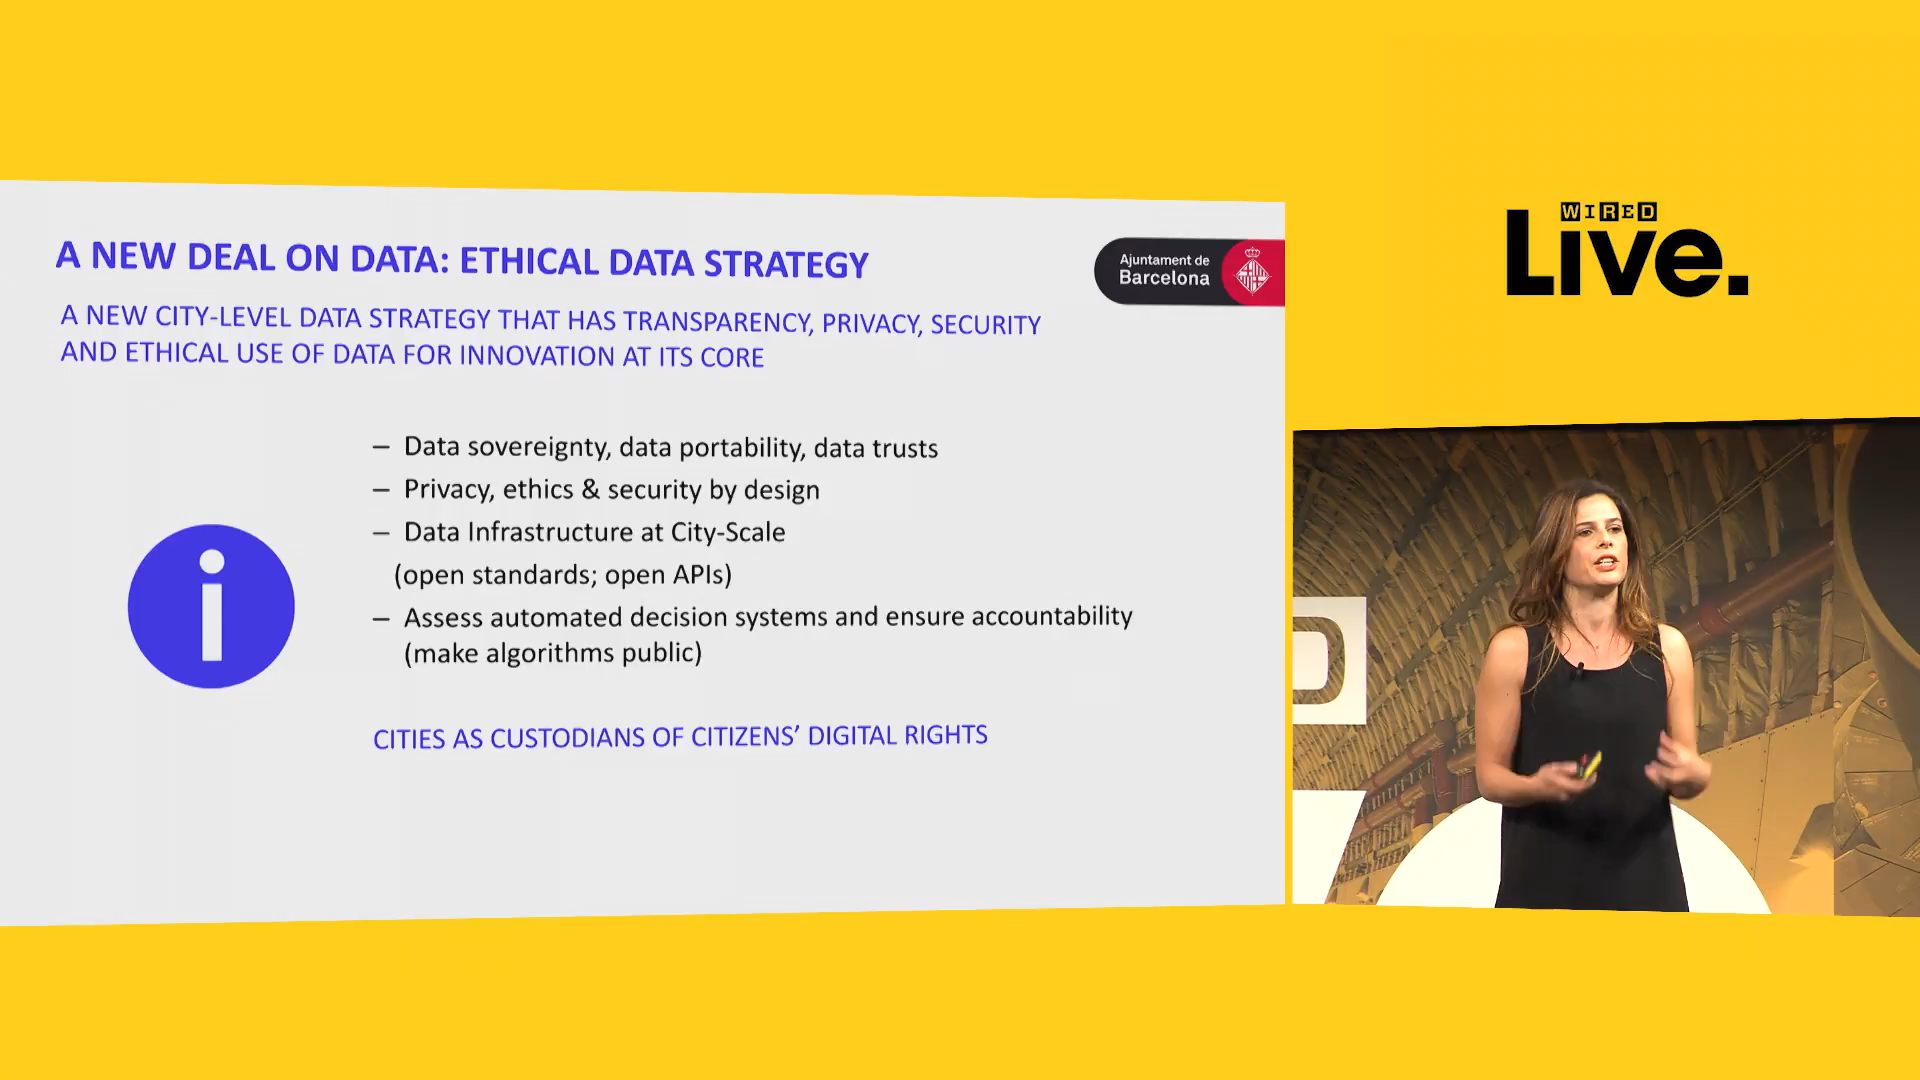 A NEW DEAL ON DATA: ETHICAL DATA STRATEGY
Ajuntament de
Barcelona
A NEW CITY-LEVEL DATA STRATEGY THAT HAS TRANSPARENCY, PRIVACY, SECURITY
AND ETHICAL USE OF DATA FOR INNOVATION AT ITS CORE
– Data sovereignty, data portability, data trusts
– Privacy, ethics & security by design
– Data Infrastructure at City-Scale
(open standards; open APIs)
– Assess automated decision systems and ensure accountability
(make algorithms public)
CITIES AS CUSTODIANS OF CITIZENS’ DIGITAL RIGHTS
WIRED
Live.